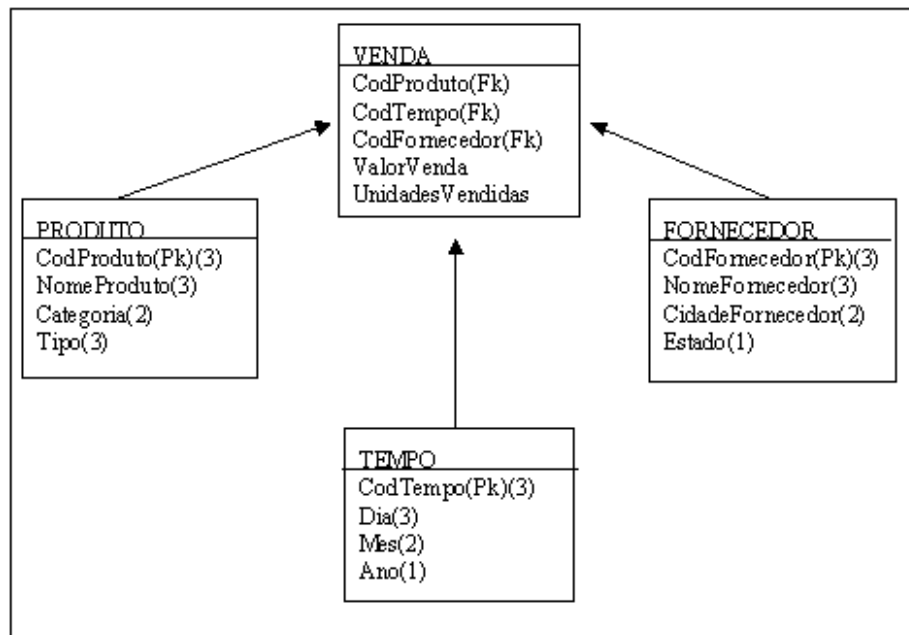 VENDA
CodProduto(Fk)
CodTempo(Fk)
CodFornecedor(Fk)
ValorVenda
UnidadesVendidas
PRODUTO
CodProduto(Pk)(3)
NomeProduto(3)
Categoria(2)
Tipo(3)
FORNECEDOR
CodFornecedor(Pk)(3)
NomeFornecedor(3)
CidadeFornecedor(2)
Estado(1)
TEMPO
CodTempo(Pk)(3)
Dia(3)
Mes(2)
Ano(1)